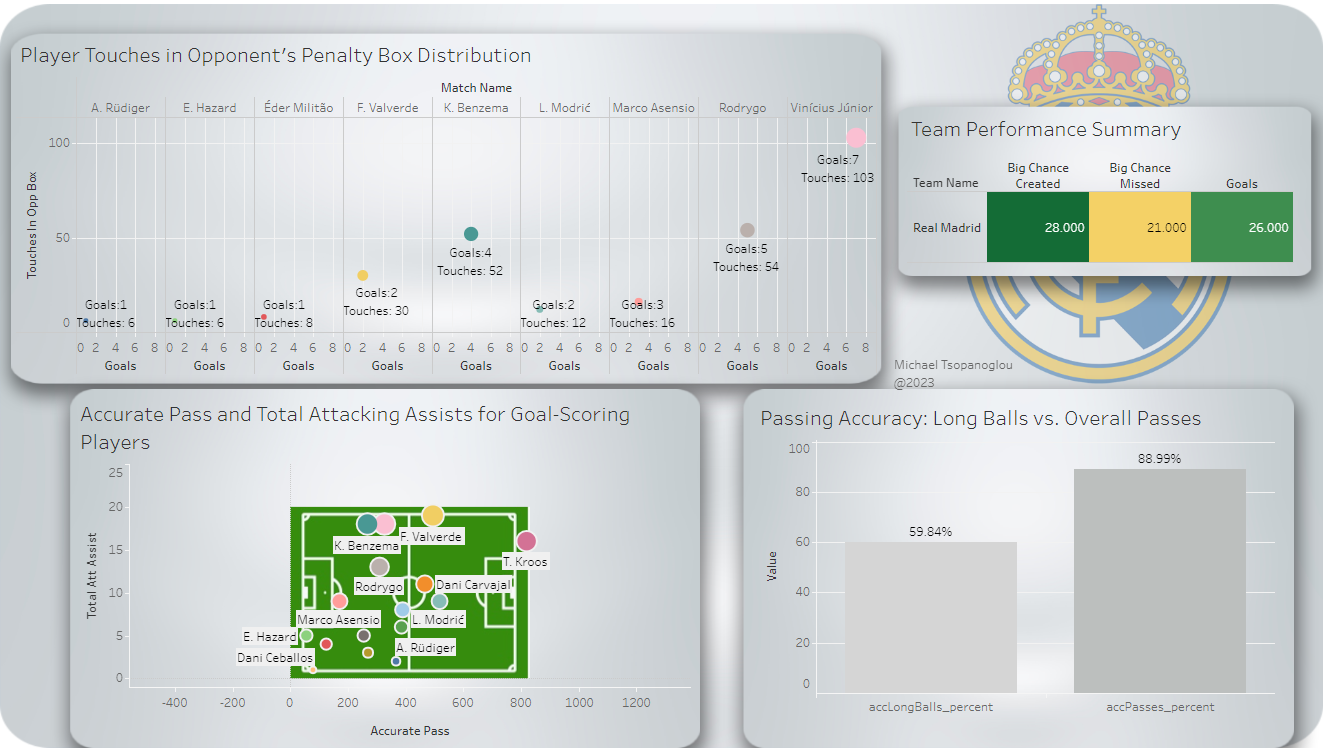 Player Touches in Opponent's Penalty Box Distribution
Match Name
A. Rüdiger E. Hazard Éder Militão F. Valverde K. Benzema L. Modrić Marco Asensio Rodrygo Vinícius Júnior
Touches In Opp Box
100
50
0
Goals:1
Touches: 6
Goals:1
Touches: 6
Goals:1
Touches: 8
Goals:2
Touches: 30
Goals:4
Touches: 52
Goals:2
Touches: 12
Goals:3
Touches: 16
Goals:5
Touches: 54
Goals:7
Touches: 103
0 2 4 6 8 0 2 4 6 8 0 2 4 6 8 0 2 4 6 8 0 2 4 6 8 0 2 4 6 8 0 2 4 6 8 0 2 4 6 8 0 2 4 6 8
Goals Goals Goals Goals Goals Goals Goals Goals Goals
Team Performance Summary
Team Name Big Chance Created Big Chance Missed Goals
Real Madrid 28.000 21.000 26.000
Michael Tsopanoglou
@2023
Accurate Pass and Total Attacking Assists for Goal-Scoring
Players
Total Att Assist
25
20
15
10
5
0
F. Valverde
K. Benzema
T. Kroos
Rodrygo
Dani Carvajal
Marco Asensio
L. Modrić
E. Hazard
A. Rüdiger
Dani Ceballos
-400 -200 0 200 400 600 800 1000 1200
Accurate Pass
Passing Accuracy: Long Balls vs. Overall Passes
Value
100
80
60
40
20
0
59.84%
88.99%
accLongBalls_percent accPasses_percent